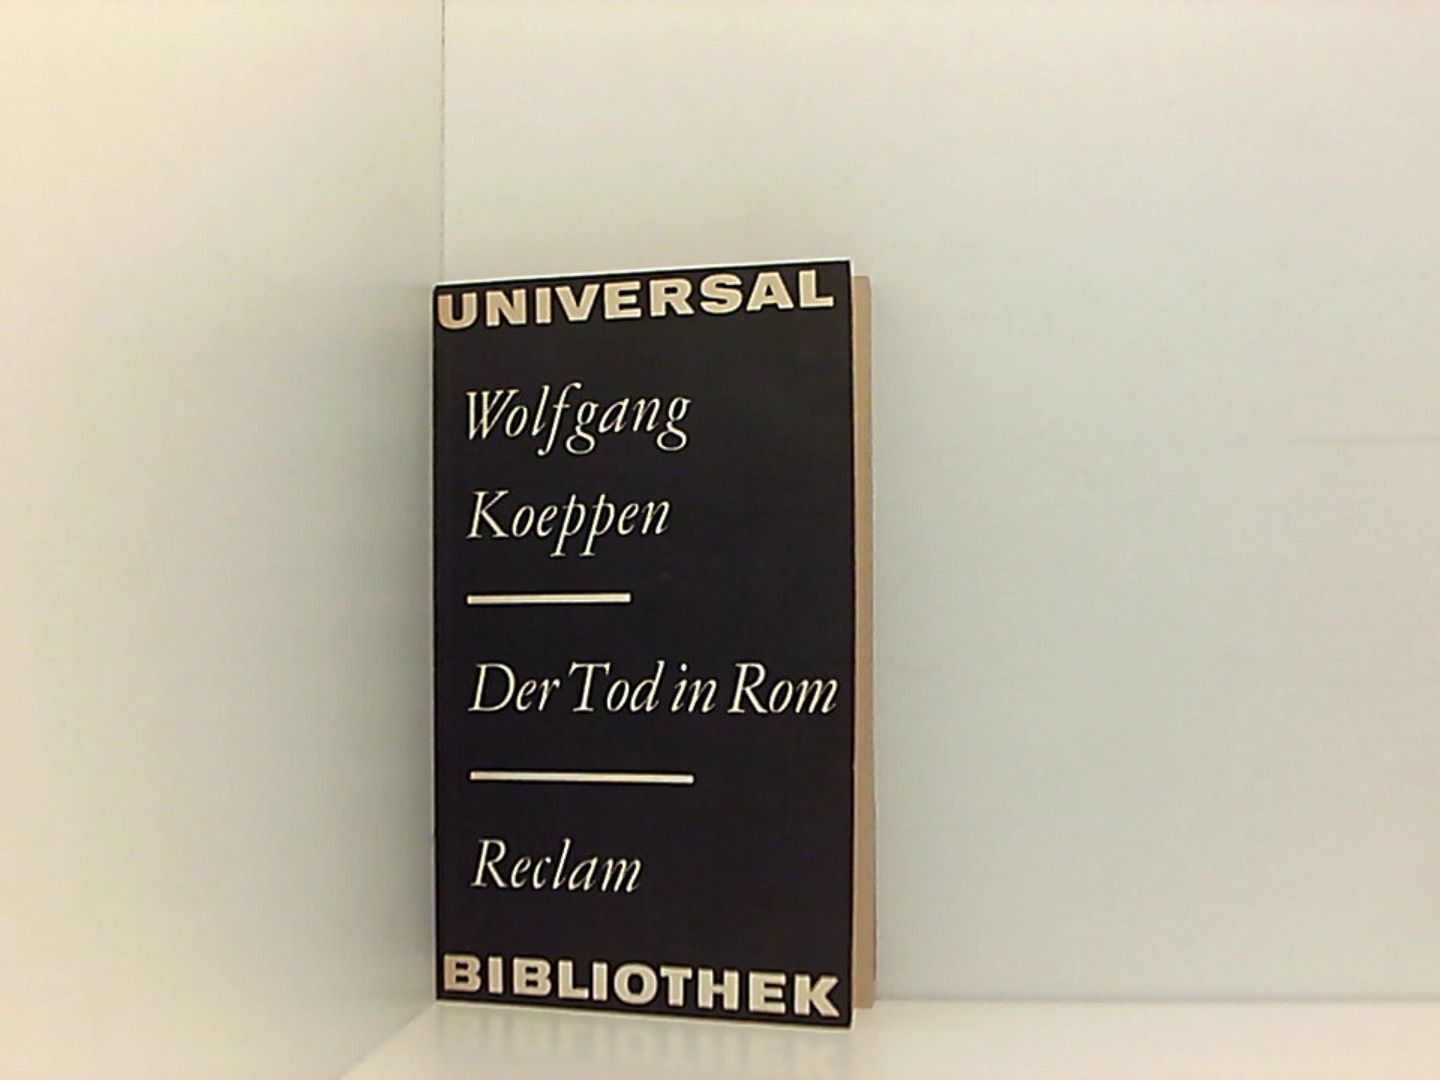 UNIVERSAL
Wolfgang
Koeppen
Der Tod in Rom
Reclam
BIBLIOTHEK